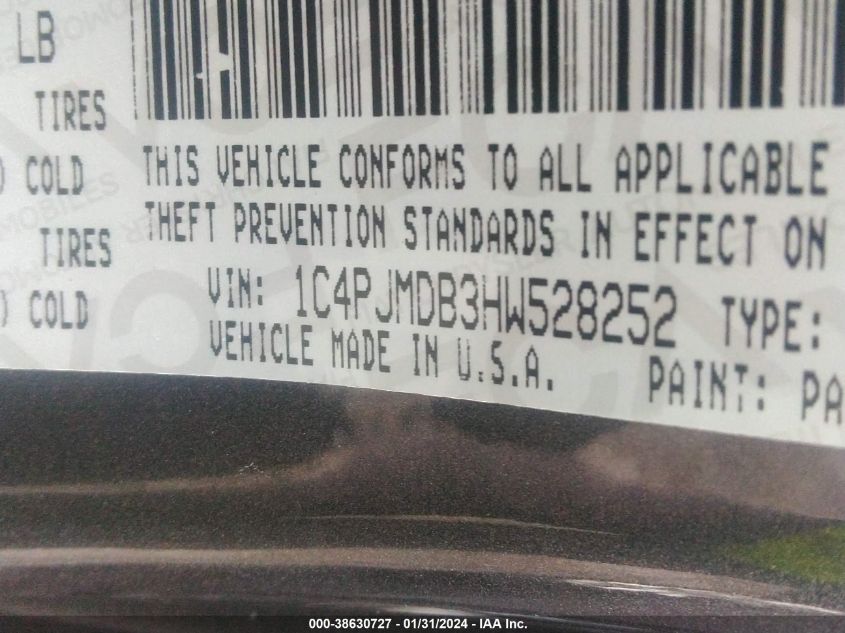 LB
TIRES
COLD
TIRES
COLD
THIS VEHICLE CONFORMS TO ALL APPLICABLE
THEFT PREVENTION STANDARDS IN EFFECT ON
VIN: 1C4PJMDB3HW528252 TYPE:
VEHICLE MADE IN U.S.A. PAINT: PA
000-38630727 - 01/31/2024 - IAA Inc.